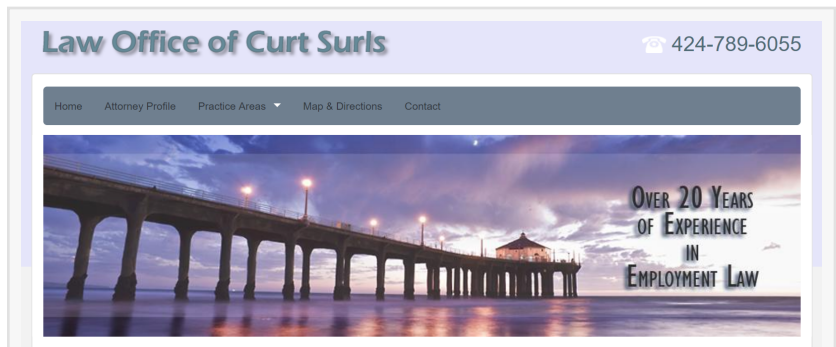 Law Office of Curt Surls
424-789-6055
Home Attorney Profile Practice Areas Map & Directions Contact
Over 20 Years
of Experience
in
Employment Law